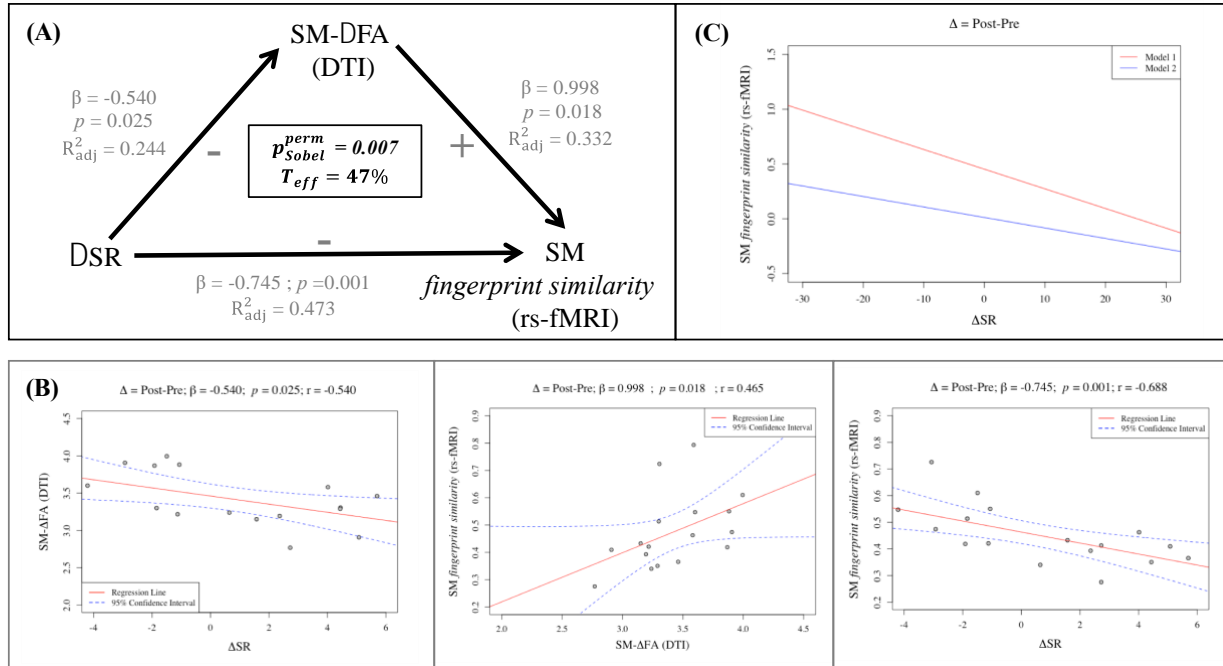 (A)
SM-DFA
(DTI)
β = -0.540
p = 0.025
R²adj = 0.244
-
β = 0.998
p = 0.018
R²adj = 0.332
+
p^perm_Sobel = 0.007
T_eff = 47%
DSR
-
SM
fingerprint similarity
(rs-fMRI)
β = -0.745 ; p =0.001
R²adj = 0.473
(C)
Δ = Post-Pre
Model 1
Model 2
SM fingerprint similarity (rs-fMRI)
1.5
1.0
0.5
0.0
-0.5
-30 -20 -10 0 10 20 30
ΔSR
(B)
Δ = Post-Pre; β = -0.540; p = 0.025; r = -0.540
SM-ΔFA (DTI)
4.5
4.0
3.5
3.0
2.5
2.0
Regression Line
95% Confidence Interval
-4 -2 0 2 4 6
ΔSR
Δ = Post-Pre; β = 0.998 ; p = 0.018 ; r = 0.465
SM fingerprint similarity (rs-fMRI)
0.9
0.8
0.7
0.6
0.5
0.4
0.3
0.2
Regression Line
95% Confidence Interval
2.0 2.5 3.0 3.5 4.0 4.5
SM-ΔFA (DTI)
Δ = Post-Pre; β = -0.745; p = 0.001; r = -0.688
SM fingerprint similarity (rs-fMRI)
0.9
0.8
0.7
0.6
0.5
0.4
0.3
0.2
Regression Line
95% Confidence Interval
-4 -2 0 2 4 6
ΔSR